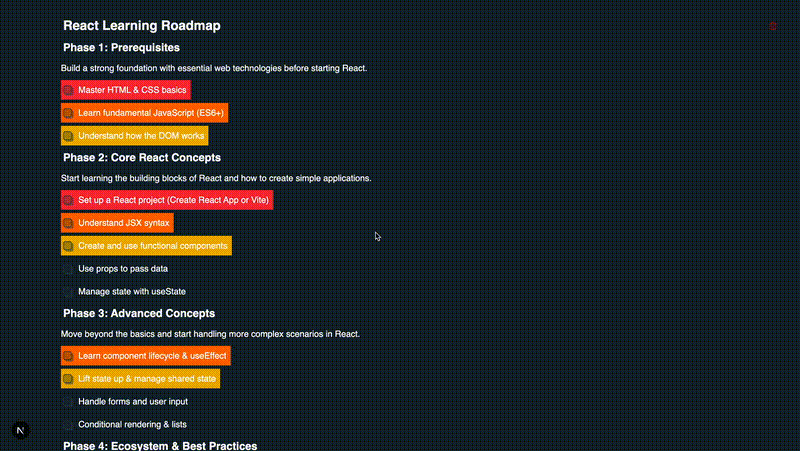 React Learning Roadmap
Phase 1: Prerequisites
Build a strong foundation with essential web technologies before starting React.
Master HTML & CSS basics
Learn fundamental JavaScript (ES6+)
Understand how the DOM works
Phase 2: Core React Concepts
Start learning the building blocks of React and how to create simple applications.
Set up a React project (Create React App or Vite)
Understand JSX syntax
Create and use functional components
Use props to pass data
Manage state with useState
Phase 3: Advanced Concepts
Move beyond the basics and start handling more complex scenarios in React.
Learn component lifecycle & useEffect
Lift state up & manage shared state
Handle forms and user input
Conditional rendering & lists
N
Phase 4: Ecosystem & Best Practices